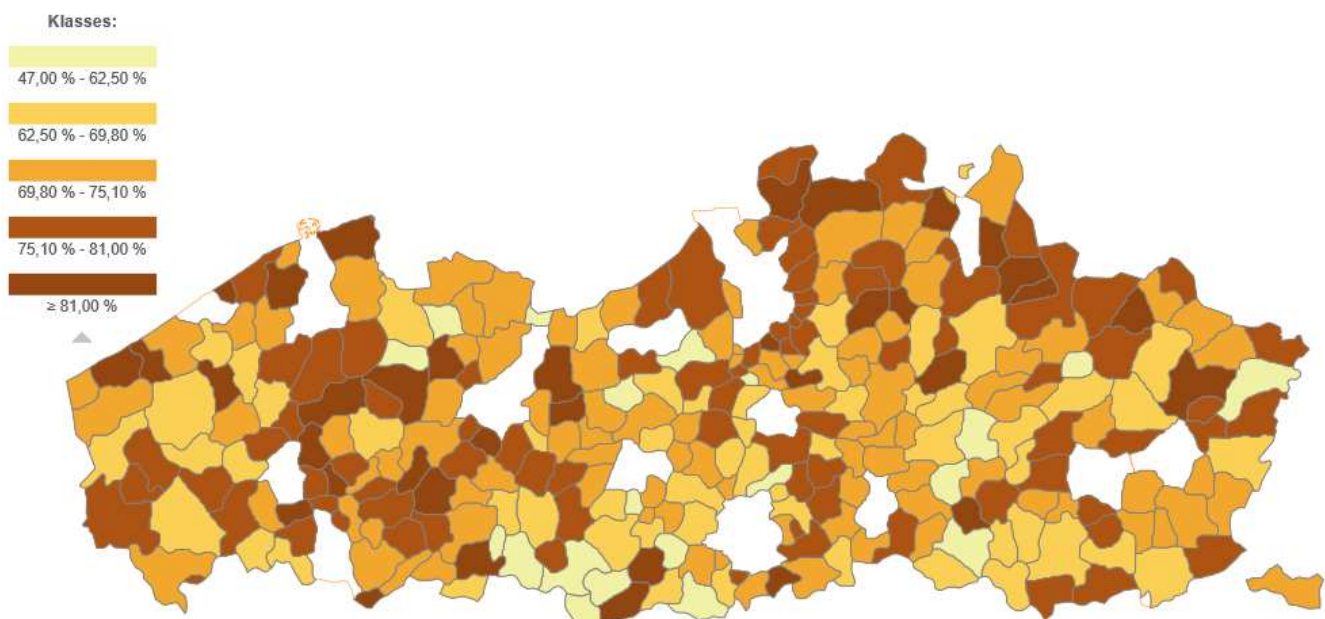 Klasses:
47,00 % - 62,50 %
62,50 % - 69,80 %
69,80 % - 75,10 %
75,10 % - 81,00 %
≥ 81,00 %